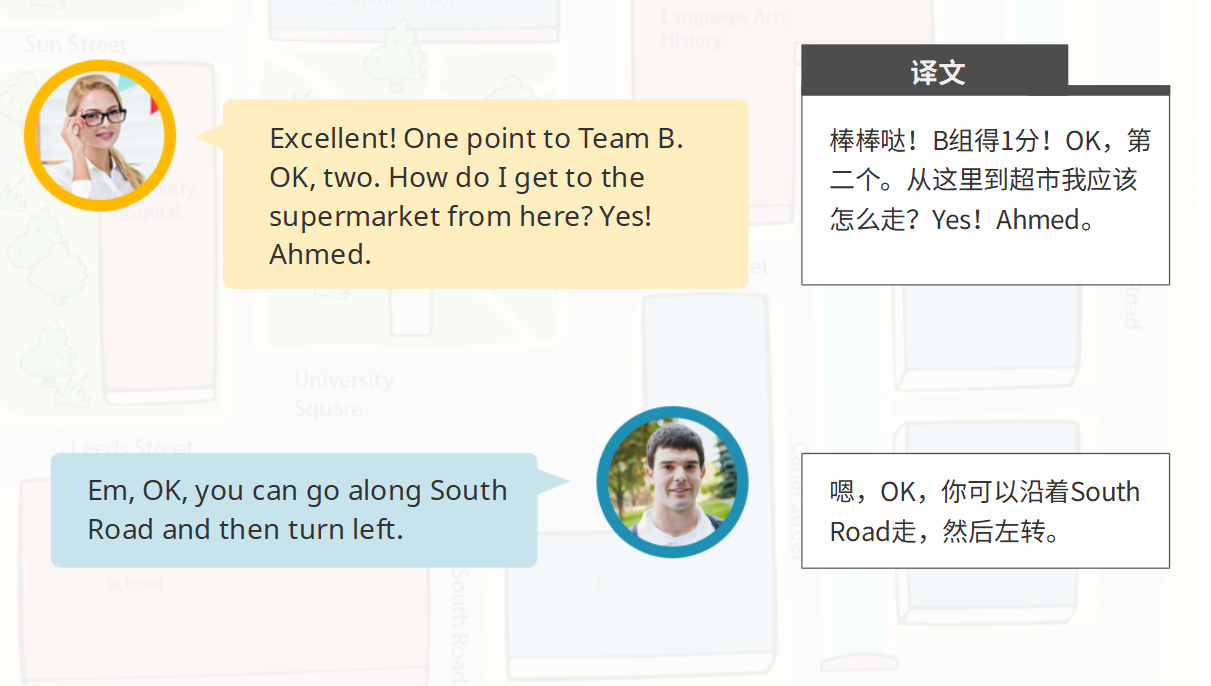 Student's Union
Language, Arts,
History
Sun Street
译文
Excellent! One point to Team B.
OK, two. How do I get to the
supermarket from here? Yes!
Ahmed.
棒棒哒！B组得1分！OK，第
二个。从这里到超市我应该
怎么走？Yes！Ahmed。
Hospital
Road
University
Square
Leeds Street
Em, OK, you can go along South
Road and then turn left.
嗯，OK，你可以沿着South
Road走，然后左转。
School
F
South Road